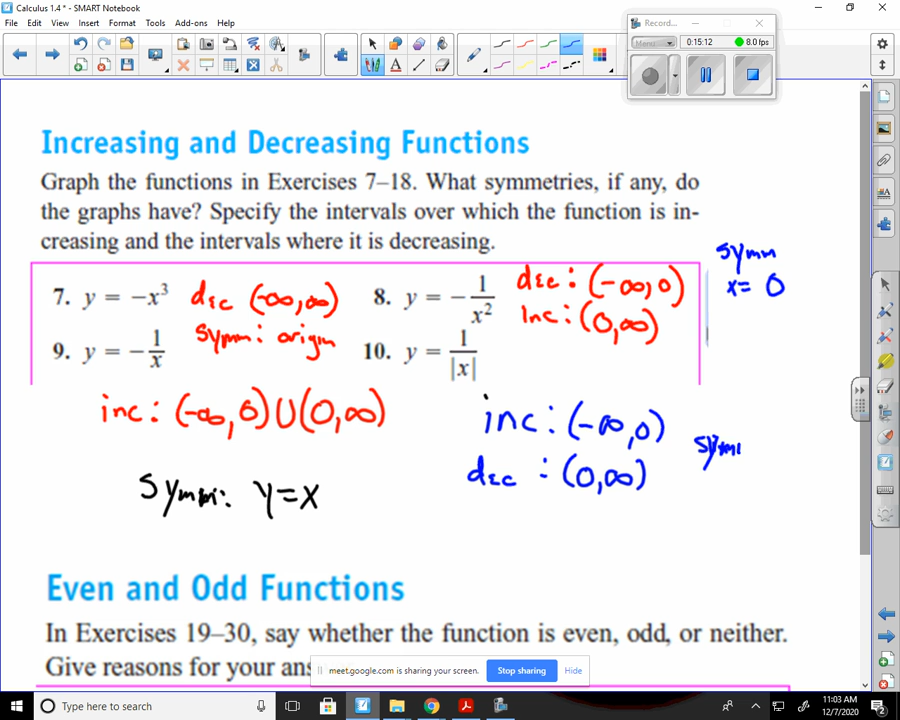 Calculus 1.4 * - SMART Notebook
File Edit View Insert Format Tools Add-ons Help
Record...
Menu 0:15:12 8.0 fps
Increasing and Decreasing Functions
Graph the functions in Exercises 7–18. What symmetries, if any, do
the graphs have? Specify the intervals over which the function is in-
creasing and the intervals where it is decreasing.
symm
x= 0
7. y = −x³ dec (-∞,∞) 8. y = −1/x² dec: (-∞,0)
symm: origin inc: (0,∞)
9. y = −1/x 10. y = 1/|x|
inc: (-∞,0)∪(0,∞) inc: (-∞,0)
dec : (0,∞) sym
symm: y=x
Even and Odd Functions
In Exercises 19–30, say whether the function is even, odd, or neither.
Give reasons for your ans
meet.google.com is sharing your screen. Stop sharing Hide
Type here to search
11:03 AM
12/7/2020
2